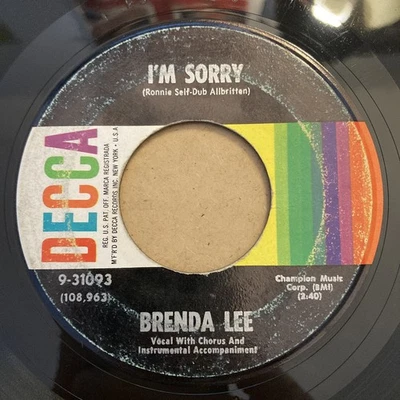 I'M SORRY
(Ronnie Self-Dub Allbritten)
DECCA
REG. U.S. PAT. OFF. MARCA REGISTRADA
M'F'R'D BY DECCA RECORDS INC. NEW YORK • U.S.A
9-31093
(108,963)
Champion Music
Corp. (BMI)
(2:40)
BRENDA LEE
Vocal With Chorus And
Instrumental Accompaniment